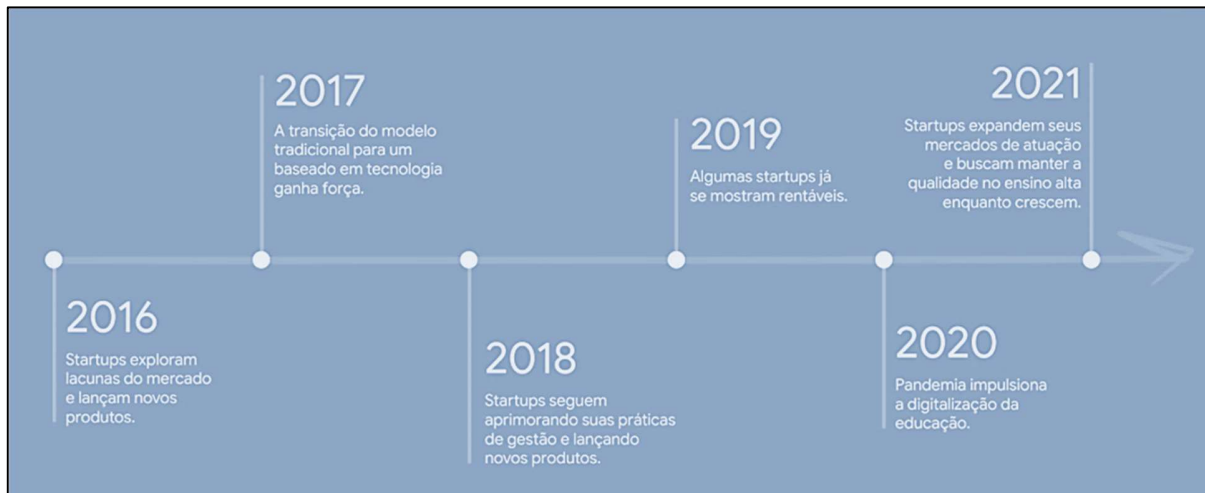 2016
Startups exploram
lacunas do mercado
e lançam novos
produtos.
2017
A transição do modelo
tradicional para um
baseado em tecnologia
ganha força.
2018
Startups seguem
aprimorando suas práticas
de gestão e lançando
novos produtos.
2019
Algumas startups já
se mostram rentáveis.
2020
Pandemia impulsiona
a digitalização da
educação.
2021
Startups expandem seus
mercados de atuação
e buscam manter a
qualidade no ensino alta
enquanto crescem.